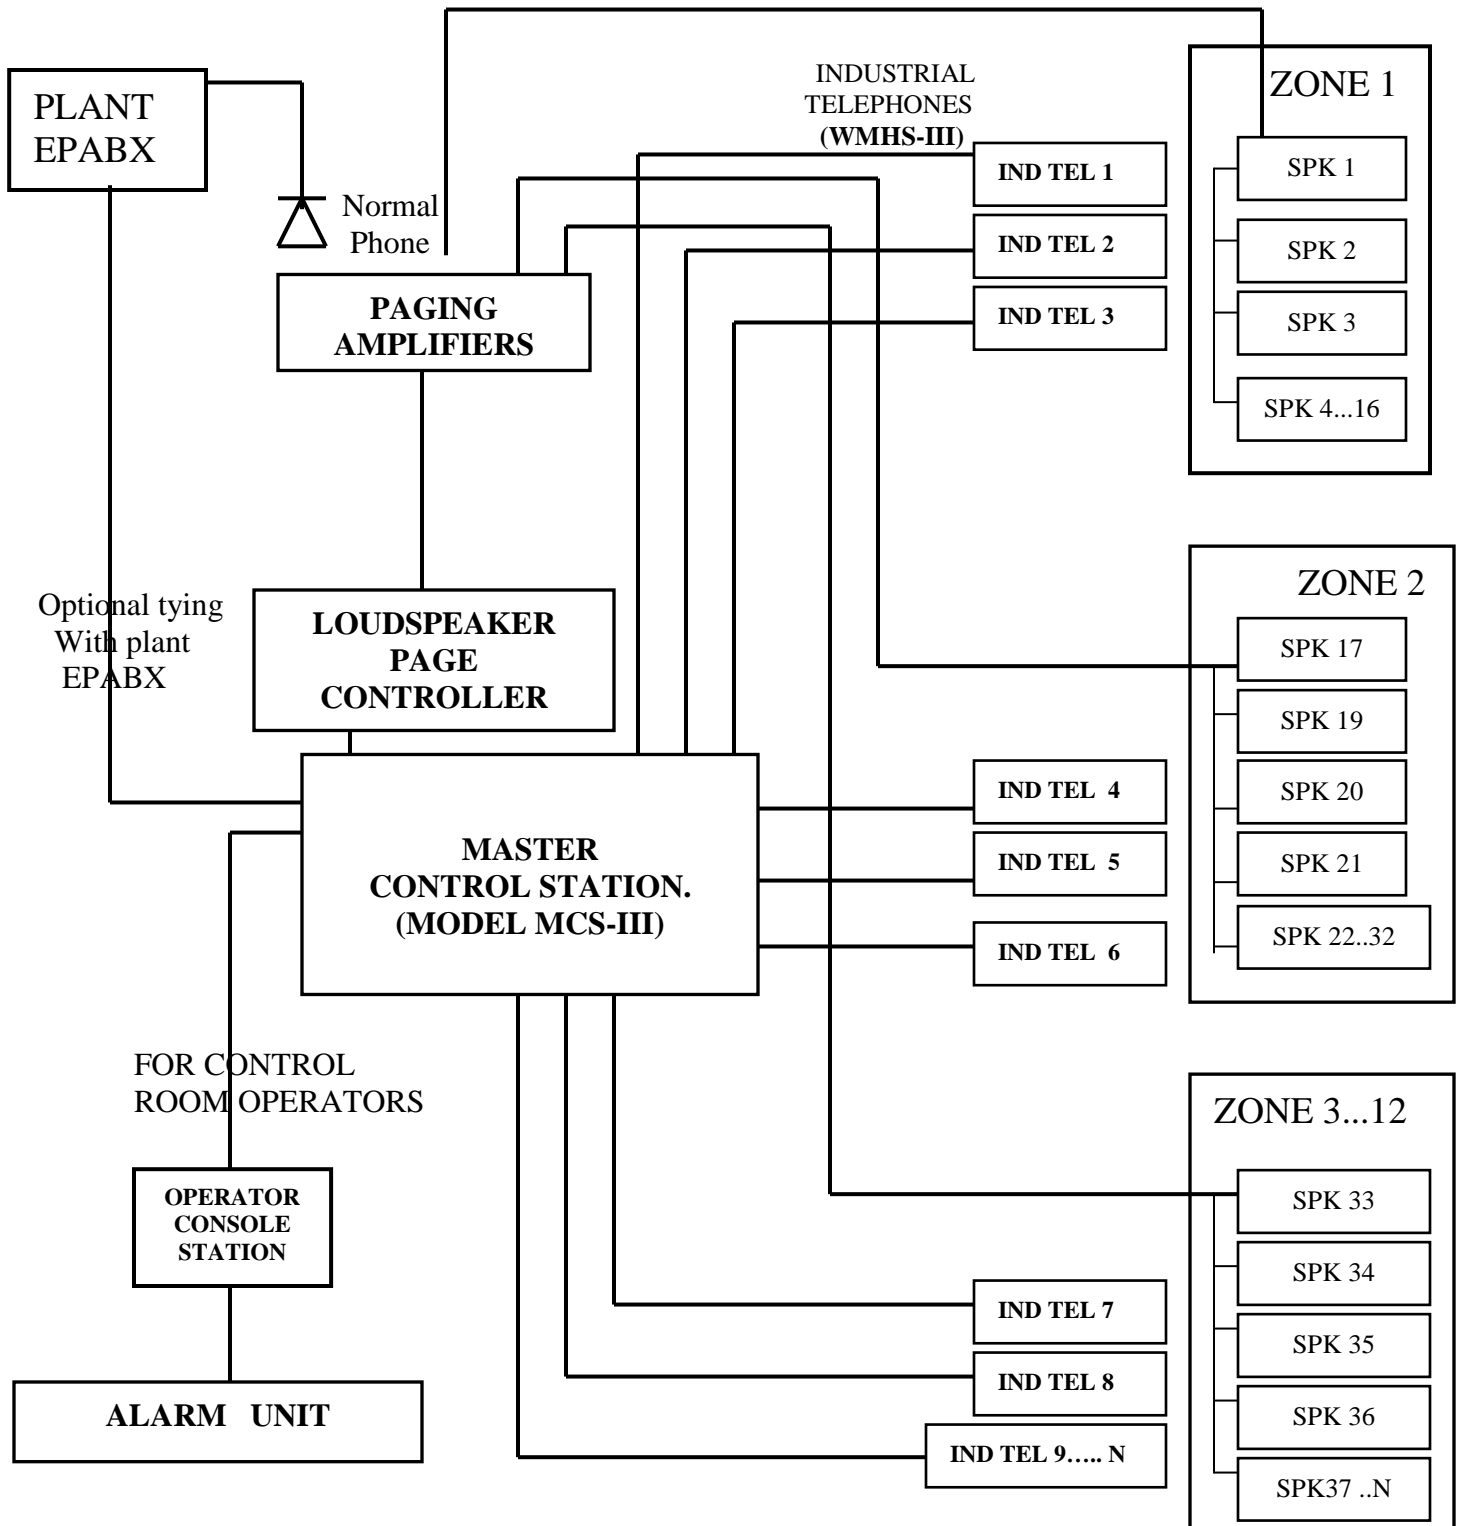 PLANT
EPABX
Normal
Phone
INDUSTRIAL
TELEPHONES
(WMHS-III)
PAGING
AMPLIFIERS
IND TEL 1
IND TEL 2
IND TEL 3
ZONE 1
SPK 1
SPK 2
SPK 3
SPK 4...16
Optional tying
With plant
EPABX
LOUDSPEAKER
PAGE
CONTROLLER
MASTER
CONTROL STATION.
(MODEL MCS-III)
IND TEL 4
IND TEL 5
IND TEL 6
ZONE 2
SPK 17
SPK 19
SPK 20
SPK 21
SPK 22..32
FOR CONTROL
ROOM OPERATORS
OPERATOR
CONSOLE
STATION
ALARM UNIT
IND TEL 7
IND TEL 8
IND TEL 9….. N
ZONE 3...12
SPK 33
SPK 34
SPK 35
SPK 36
SPK37 ..N